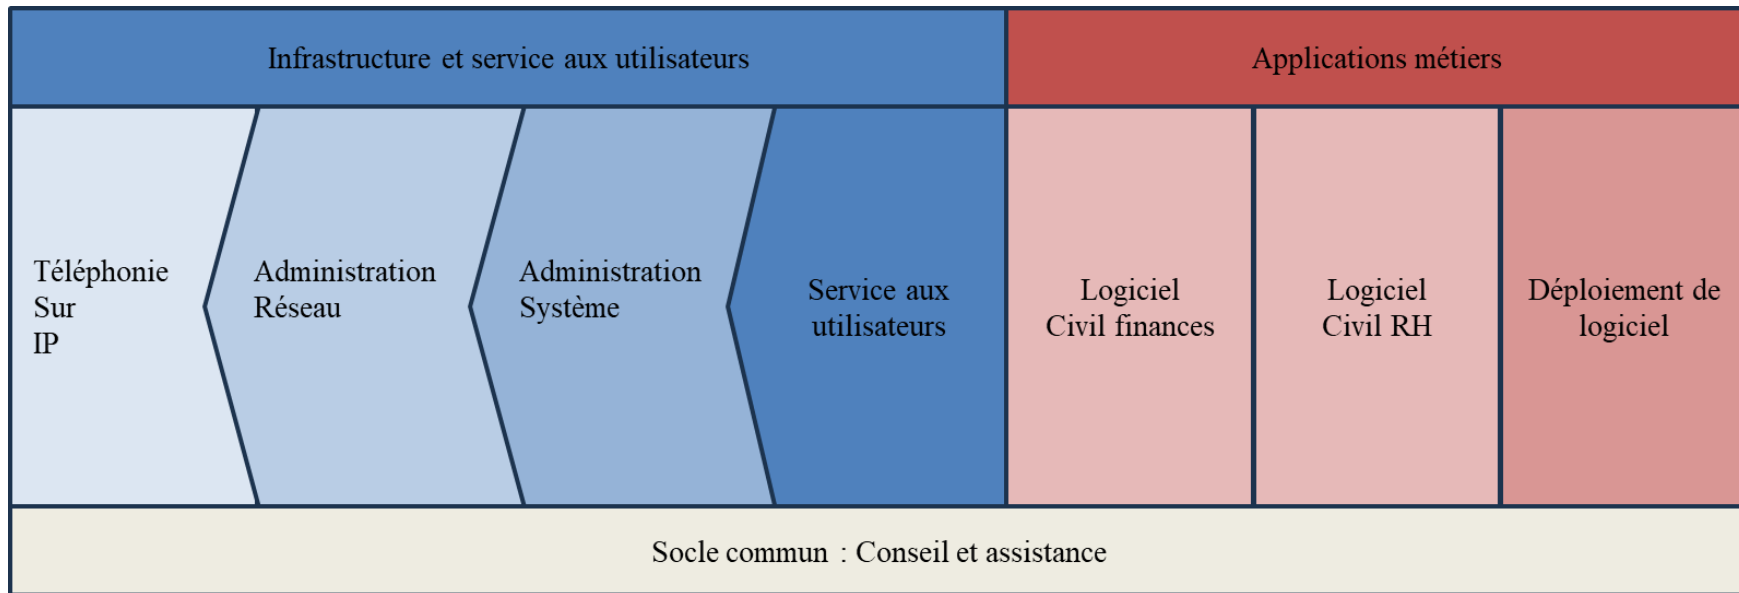 Infrastructure et service aux utilisateurs
Applications métiers
Téléphonie
Sur
IP
Administration
Réseau
Administration
Système
Service aux
utilisateurs
Logiciel
Civil finances
Logiciel
Civil RH
Déploiement de
logiciel
Socle commun : Conseil et assistance